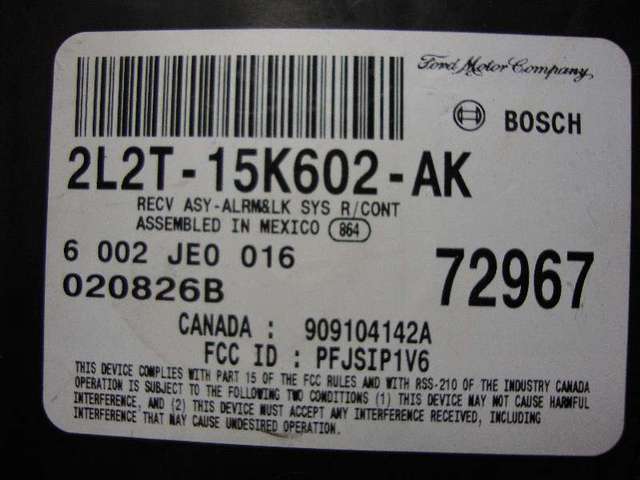 Ford Motor Company,
BOSCH
2L2T-15K602-AK
RECV ASY-ALRM&LK SYS R/CONT
ASSEMBLED IN MEXICO 864
6 002 JE0 016
72967
020826B
CANADA : 909104142A
FCC ID : PFJSIP1V6
THIS DEVICE COMPLIES WITH PART 15 OF THE FCC RULES AND WITH RSS-210 OF THE INDUSTRY CANADA
OPERATION IS SUBJECT TO THE FOLLOWING TWO CONDITIONS (1) THIS DEVICE MAY NOT CAUSE HARMFUL
INTERFERENCE, AND (2) THIS DEVICE MUST ACCEPT ANY INTERFERENCE RECEIVED, INCLUDING
INTERFERENCE THAT MAY CAUSE UNDESIRED OPERATION.